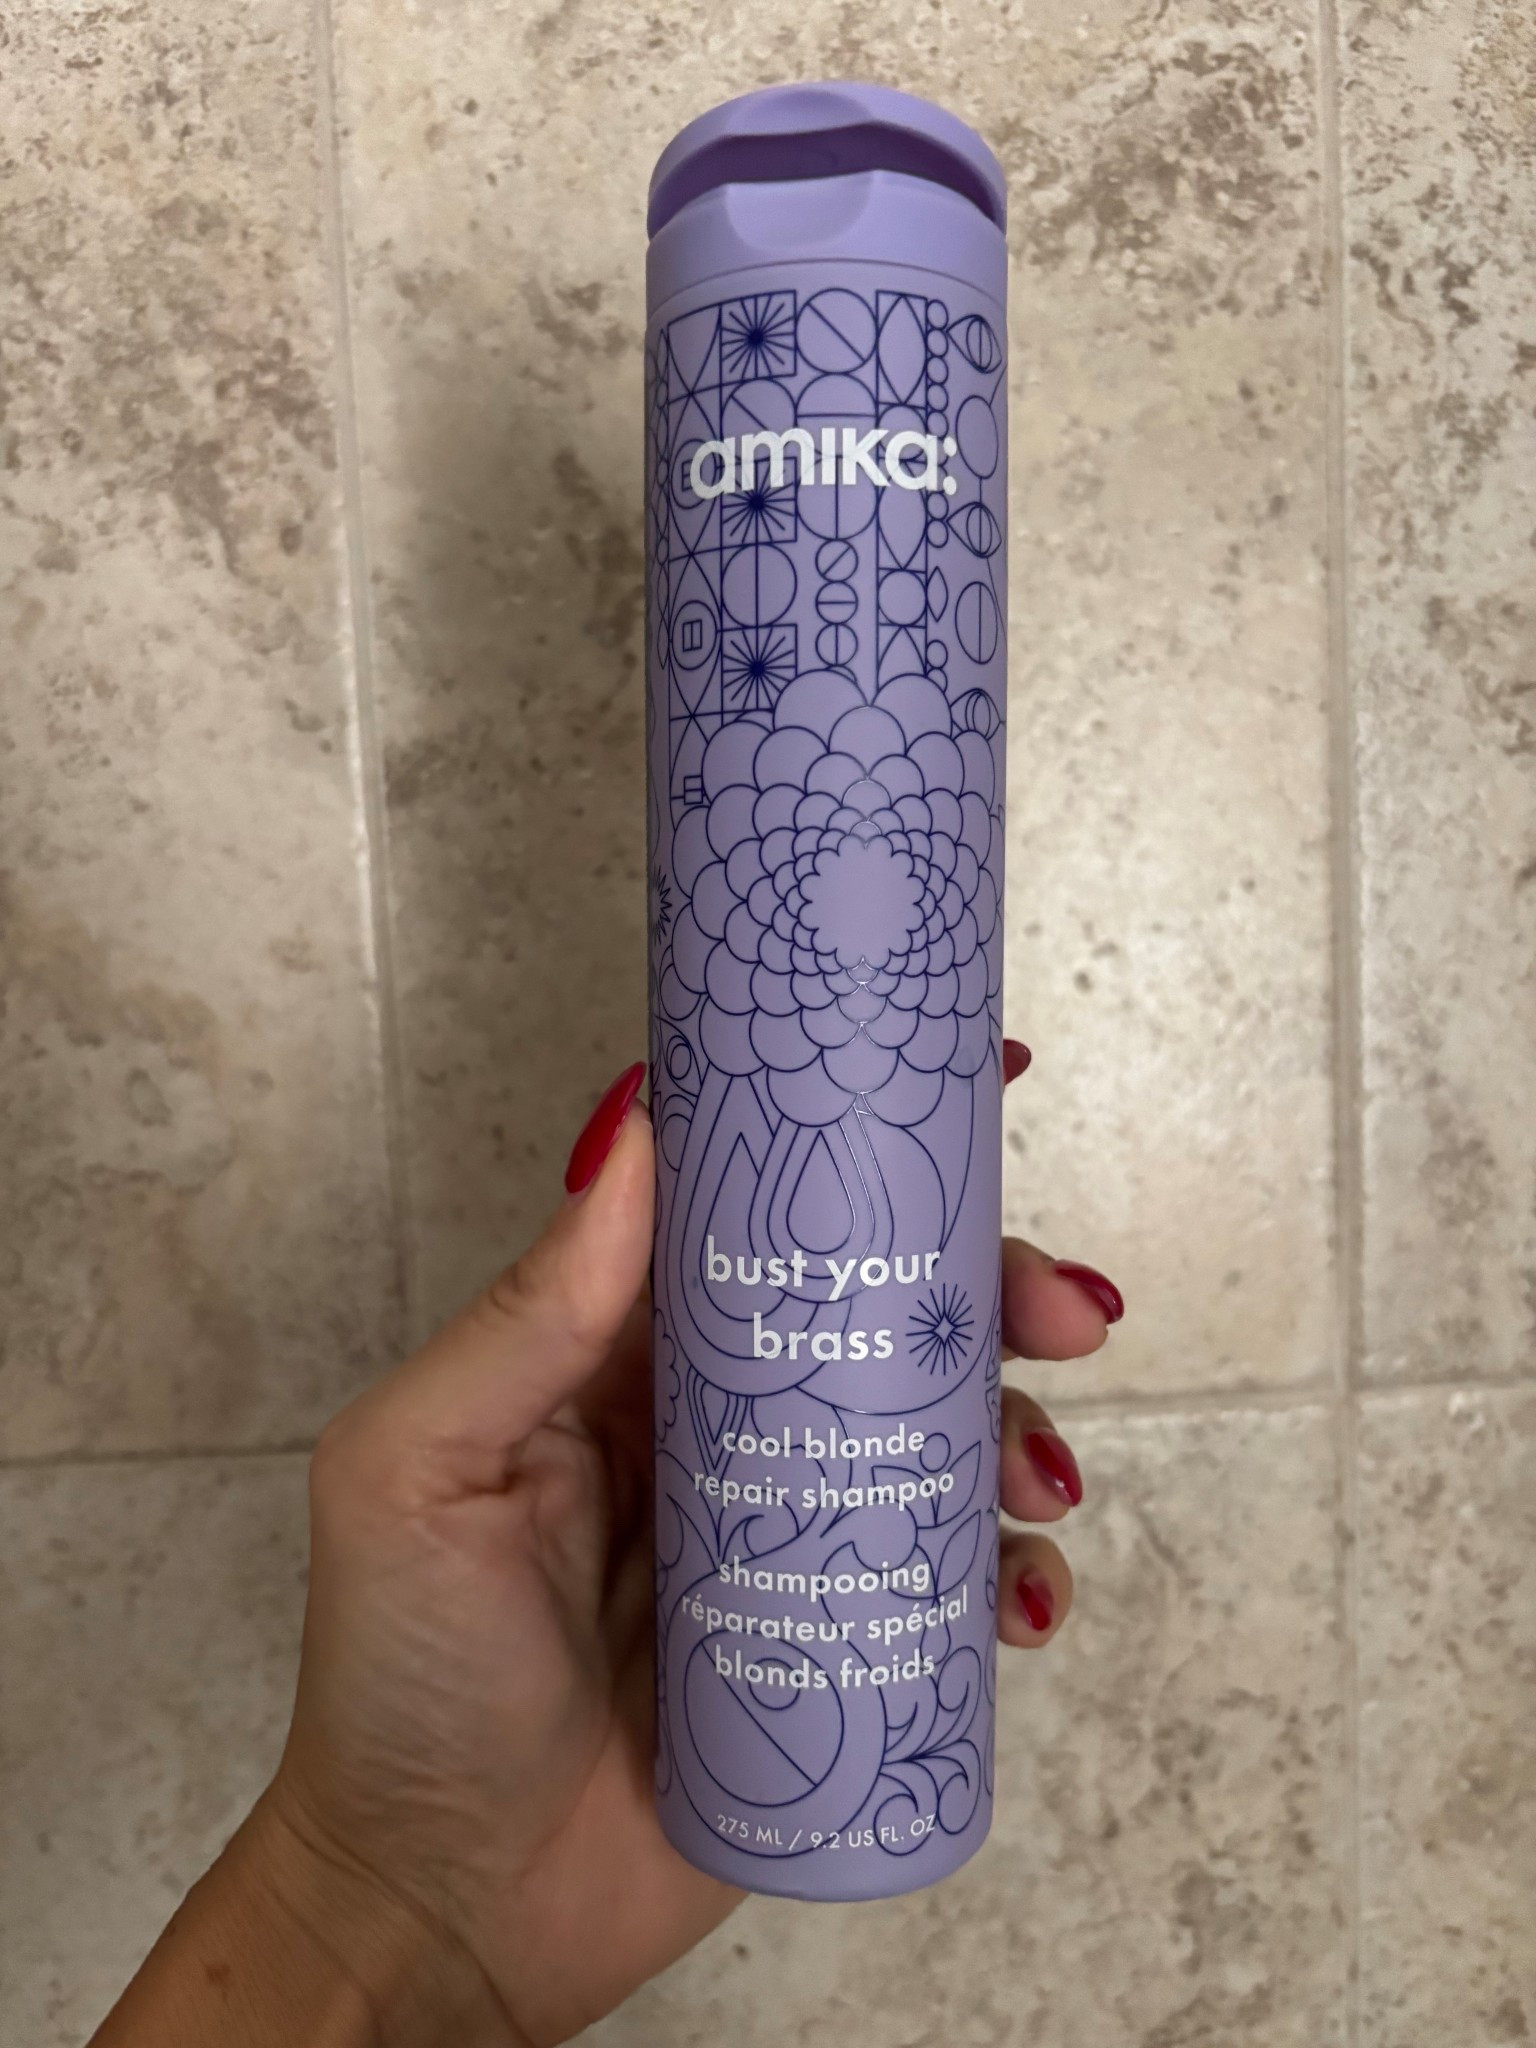 amika:
bust your
brass
cool blonde
repair shampoo
shampooing
réparateur spécial
blonds froids
275 ML / 9.2 US FL. OZ